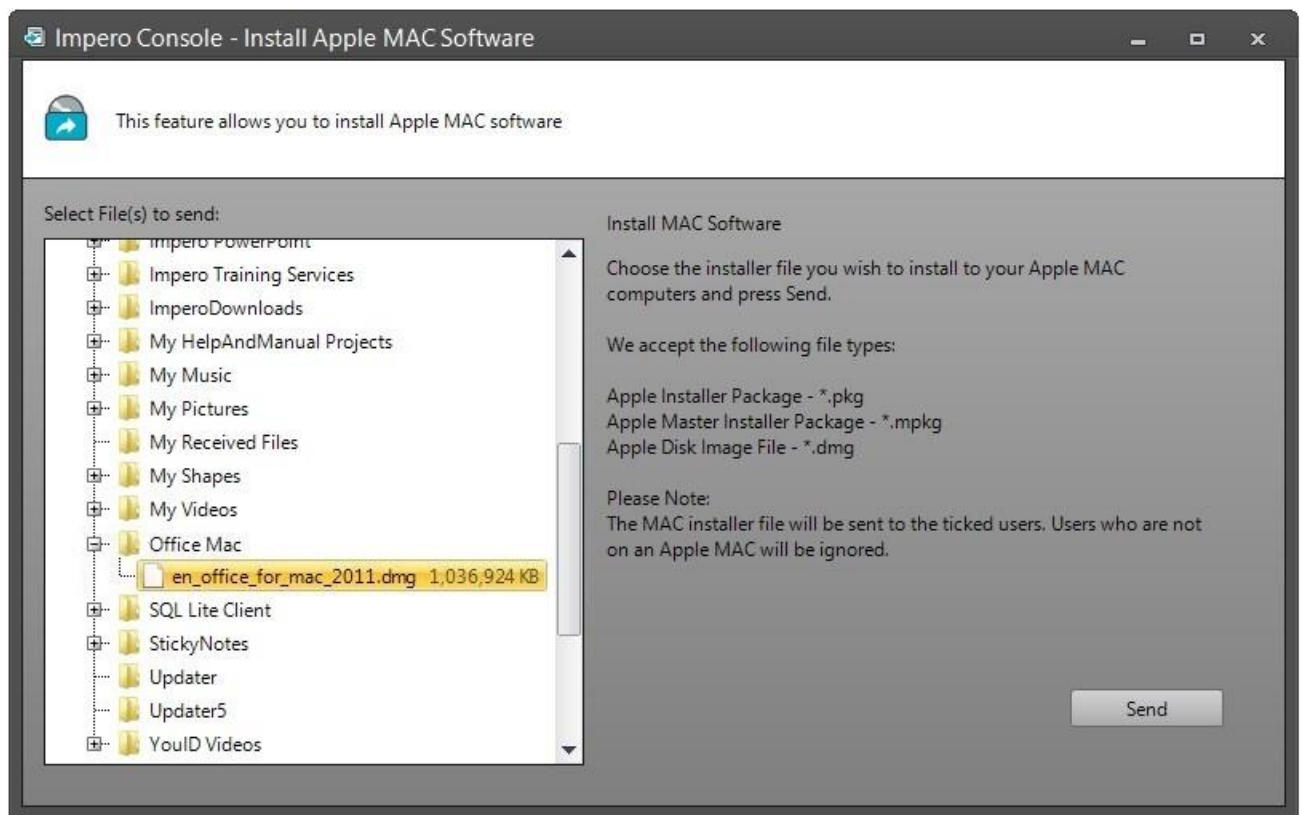 Impero Console - Install Apple MAC Software
This feature allows you to install Apple MAC software
Select File(s) to send:
Impero PowerPoint
Impero Training Services
ImperoDownloads
My HelpAndManual Projects
My Music
My Pictures
My Received Files
My Shapes
My Videos
Office Mac
en_office_for_mac_2011.dmg 1,036,924 KB
SQL Lite Client
StickyNotes
Updater
Updater5
YouID Videos
Install MAC Software
Choose the installer file you wish to install to your Apple MAC
computers and press Send.
We accept the following file types:
Apple Installer Package - *.pkg
Apple Master Installer Package - *.mpkg
Apple Disk Image File - *.dmg
Please Note:
The MAC installer file will be sent to the ticked users. Users who are not
on an Apple MAC will be ignored.
Send